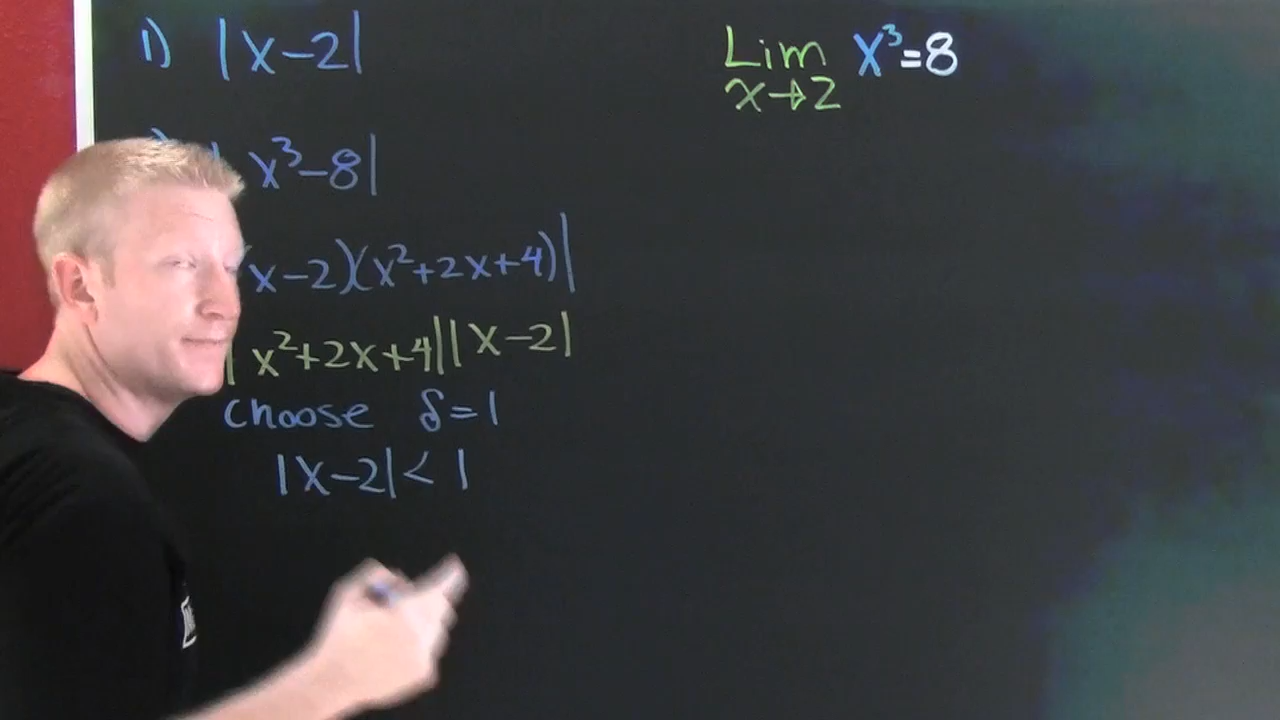 1) |x-2|
Lim x³=8
x→2
x³-8|
x-2)(x²+2x+4)|
|x²+2x+4||x-2|
Choose δ=1
|x-2|<1